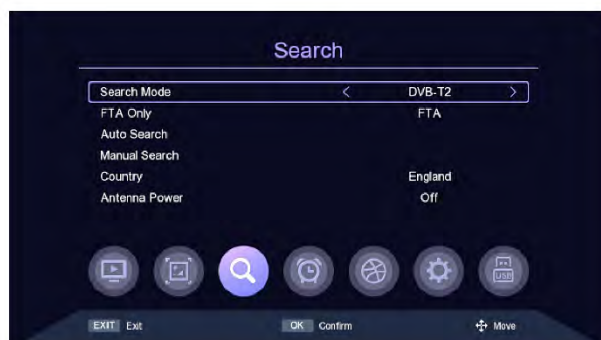 Search
Search Mode < DVB-T2 >
FTA Only FTA
Auto Search
Manual Search
Country England
Antenna Power Off
USB
EXIT Exit OK Confirm Move